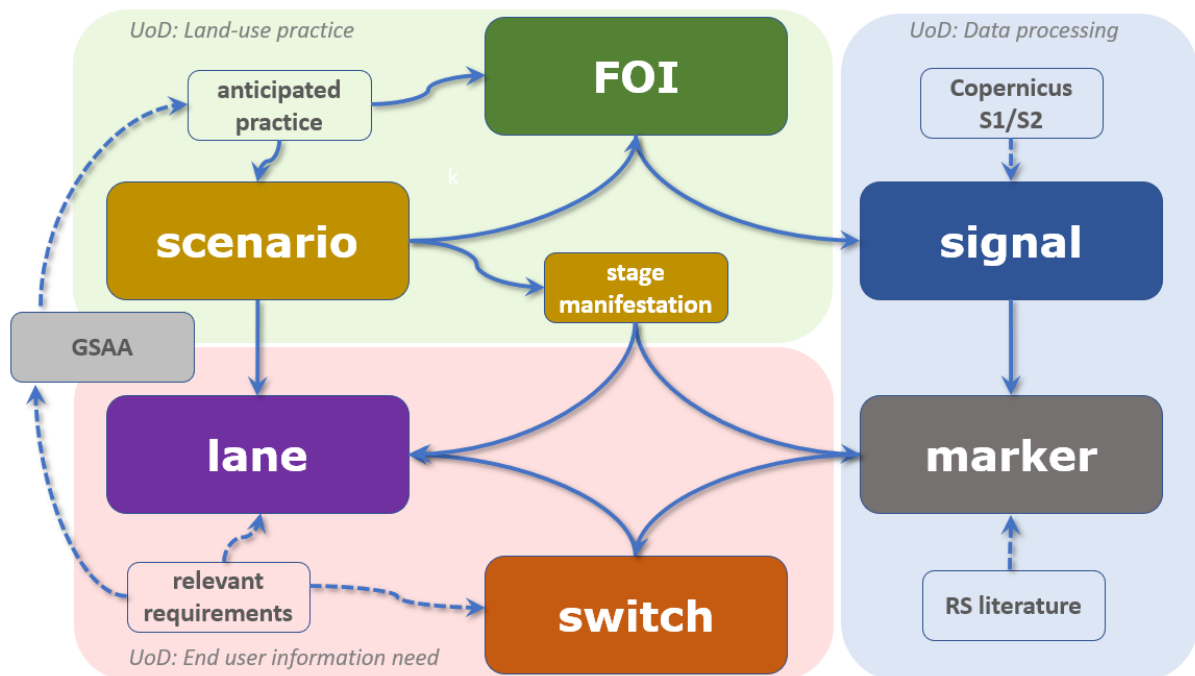 UoD: Land-use practice
FOI
UoD: Data processing
anticipated
practice
Copernicus
S1/S2
k
scenario
signal
stage
manifestation
GSAA
lane
marker
relevant
requirements
switch
RS literature
UoD: End user information need